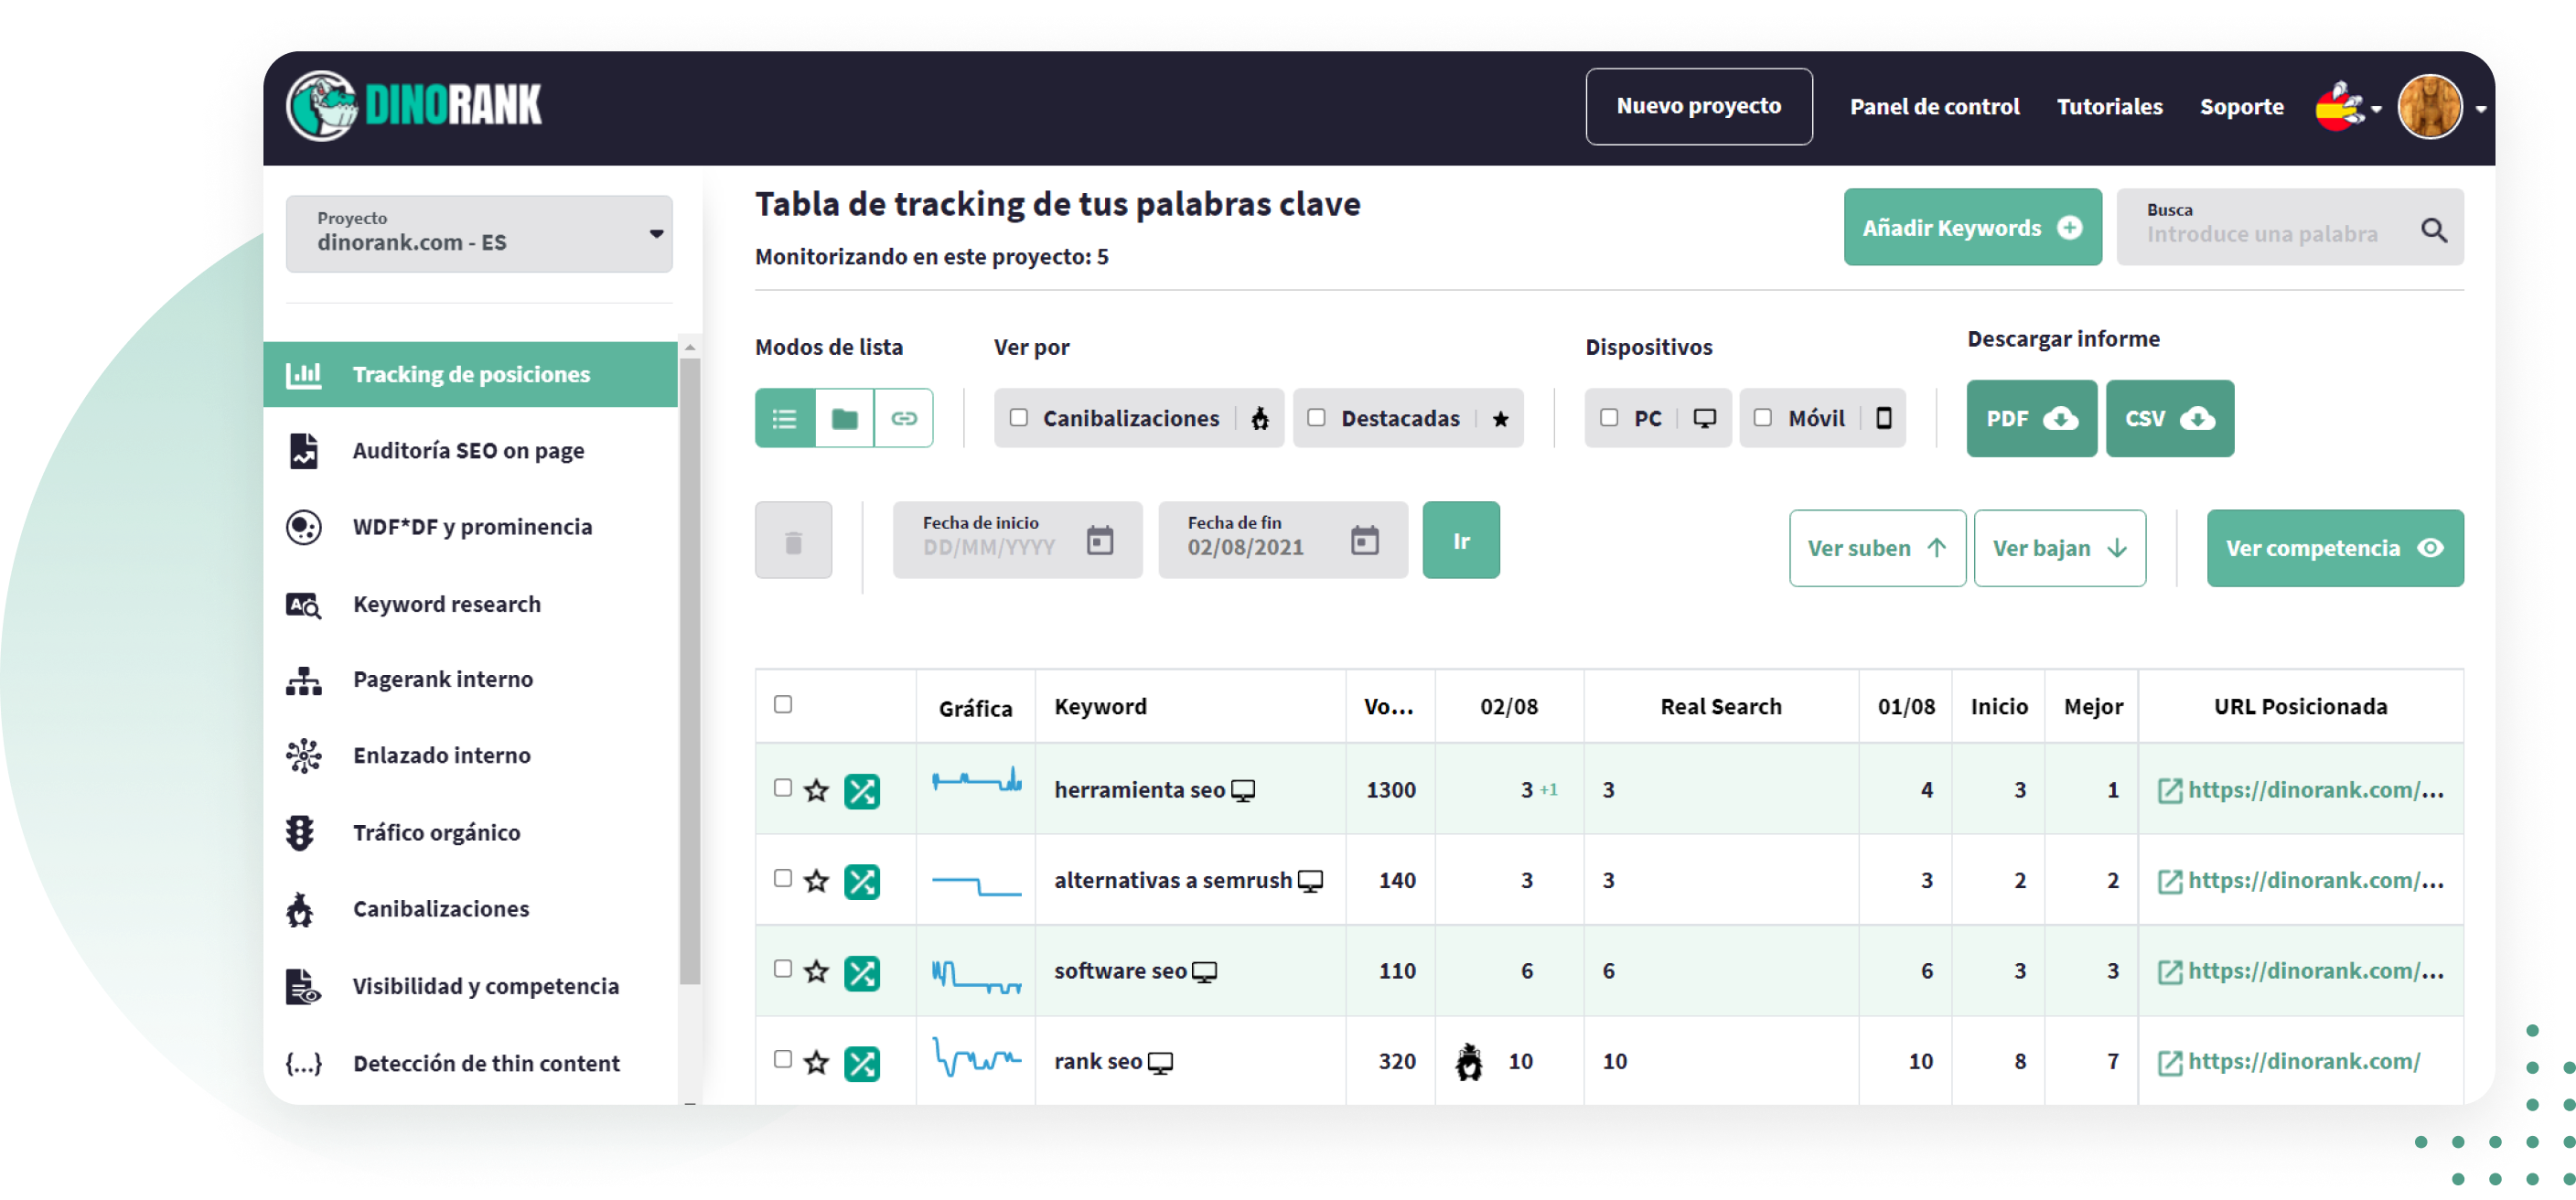 DINORANK
Nuevo proyecto
Panel de control
Tutoriales
Soporte
Proyecto
dinorank.com - ES
Tracking de posiciones
Auditoría SEO on page
WDF*DF y prominencia
Keyword research
Pagerank interno
Enlazado interno
Tráfico orgánico
Canibalizaciones
Visibilidad y competencia
{...} Detección de thin content
Tabla de tracking de tus palabras clave
Monitorizando en este proyecto: 5
Añadir Keywords
Busca
Introduce una palabra
Modos de lista
Ver por
Dispositivos
Descargar informe
Canibalizaciones
Destacadas
PC
Móvil
PDF
CSV
Fecha de inicio
DD/MM/YYYY
Fecha de fin
02/08/2021
Ir
Ver suben
Ver bajan
Ver competencia
Gráfica Keyword Vo... 02/08 Real Search 01/08 Inicio Mejor URL Posicionada
herramienta seo 1300 3 +1 3 4 3 1 https://dinorank.com/...
alternativas a semrush 140 3 3 3 2 2 https://dinorank.com/...
software seo 110 6 6 6 3 3 https://dinorank.com/...
rank seo 320 10 10 10 8 7 https://dinorank.com/